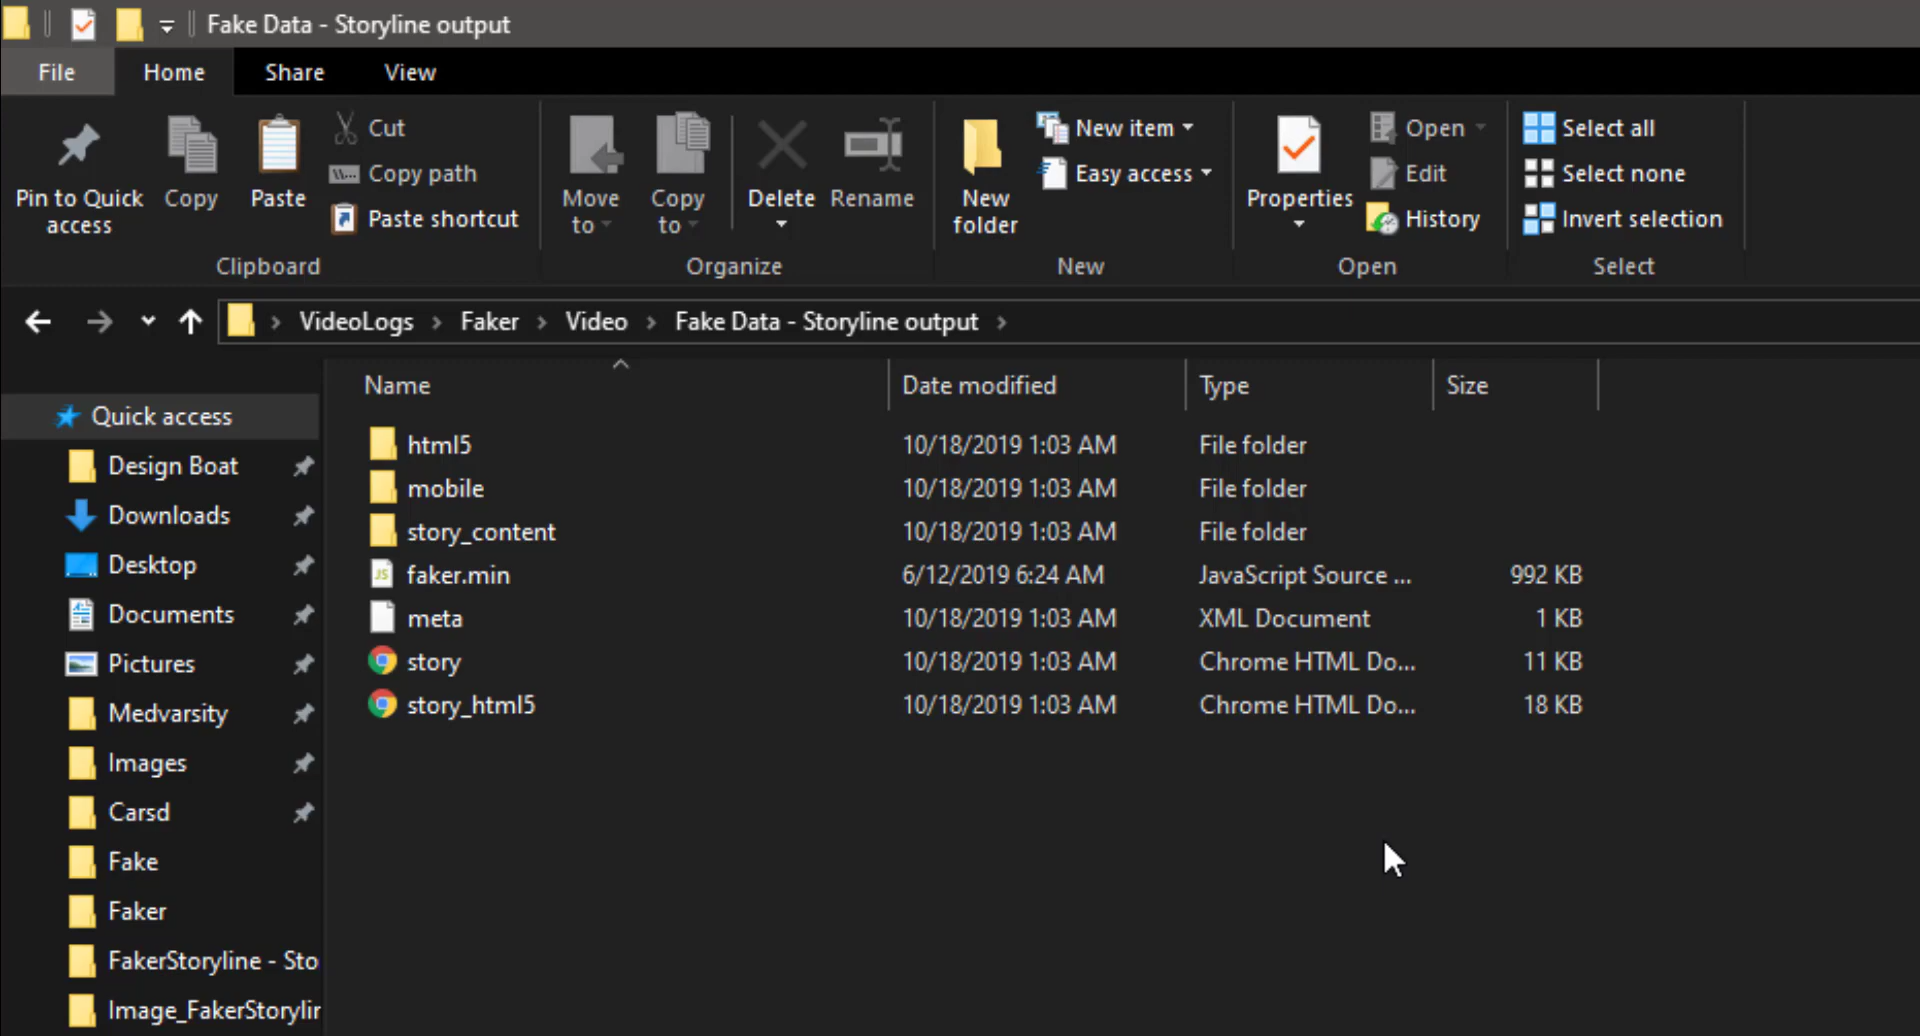 Fake Data - Storyline output
File Home Share View
Pin to Quick access
Copy
Paste
Cut
Copy path
Paste shortcut
Clipboard
Move to
Copy to
Delete
Rename
Organize
New folder
New item
Easy access
New
Properties
Open
Edit
History
Open
Select all
Select none
Invert selection
Select
VideoLogs > Faker > Video > Fake Data - Storyline output >
Quick access
Design Boat
Downloads
Desktop
Documents
Pictures
Medvarsity
Images
Carsd
Fake
Faker
FakerStoryline - Sto
Image_FakerStorylin
Name Date modified Type Size
html5 10/18/2019 1:03 AM File folder
mobile 10/18/2019 1:03 AM File folder
story_content 10/18/2019 1:03 AM File folder
JS faker.min 6/12/2019 6:24 AM JavaScript Source ... 992 KB
meta 10/18/2019 1:03 AM XML Document 1 KB
story 10/18/2019 1:03 AM Chrome HTML Do... 11 KB
story_html5 10/18/2019 1:03 AM Chrome HTML Do... 18 KB